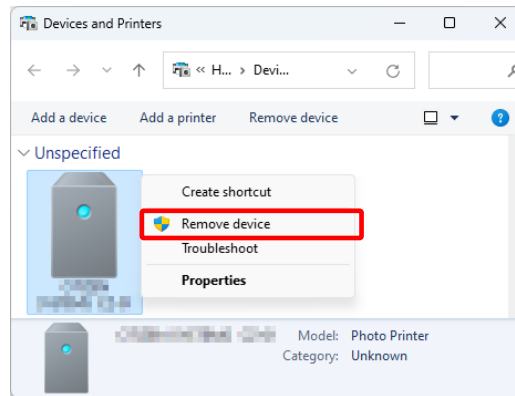 Devices and Printers
« H... › Devi...
Add a device Add a printer Remove device
Unspecified
Create shortcut
Remove device
Troubleshoot
Properties
Model: Photo Printer
Category: Unknown